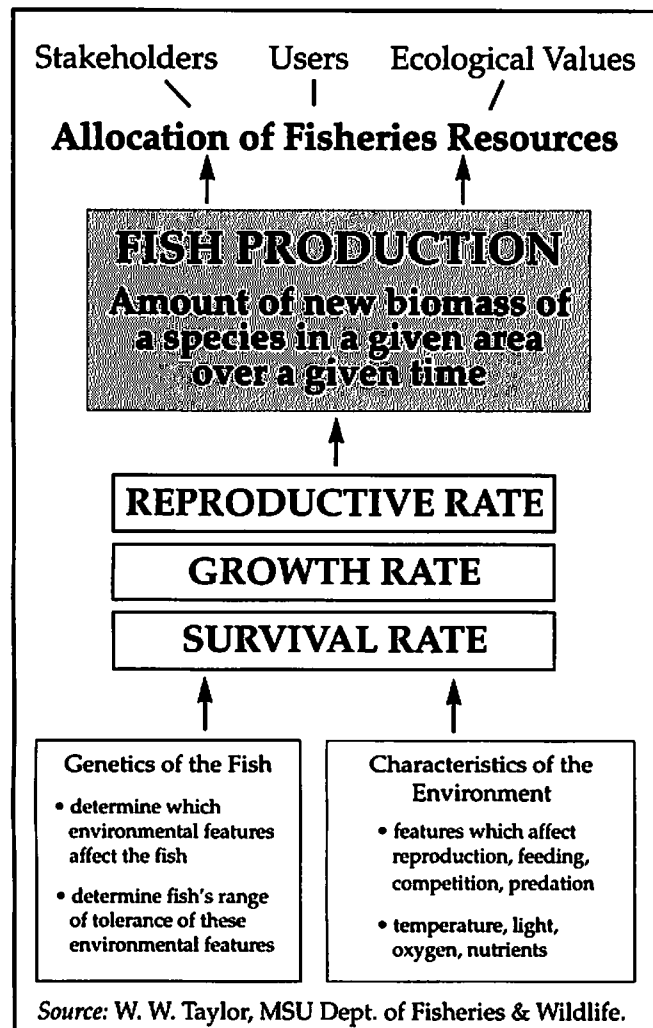 Stakeholders Users Ecological Values
Allocation of Fisheries Resources
FISH PRODUCTION
Amount of new biomass of
a species in a given area
over a given time
REPRODUCTIVE RATE
GROWTH RATE
SURVIVAL RATE
Genetics of the Fish
• determine which
environmental features
affect the fish
• determine fish's range
of tolerance of these
environmental features
Characteristics of the
Environment
• features which affect
reproduction, feeding,
competition, predation
• temperature, light,
oxygen, nutrients
Source: W. W. Taylor, MSU Dept. of Fisheries & Wildlife.